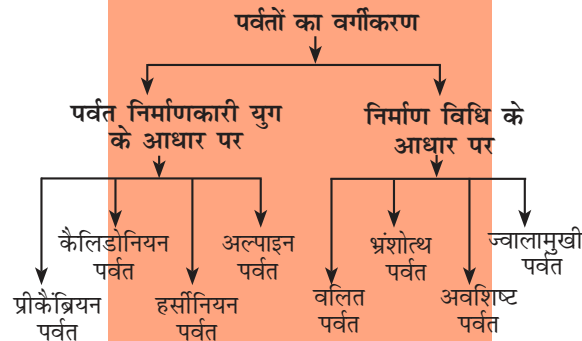 पर्वतों का वर्गीकरण
पर्वत निर्माणकारी युग
के आधार पर
निर्माण विधि के
आधार पर
प्रीकैंब्रियन
पर्वत
कैलिडोनियन
पर्वत
हर्सीनियन
पर्वत
अल्पाइन
पर्वत
वलित
पर्वत
भ्रंशोत्थ
पर्वत
अवशिष्ट
पर्वत
ज्वालामुखी
पर्वत